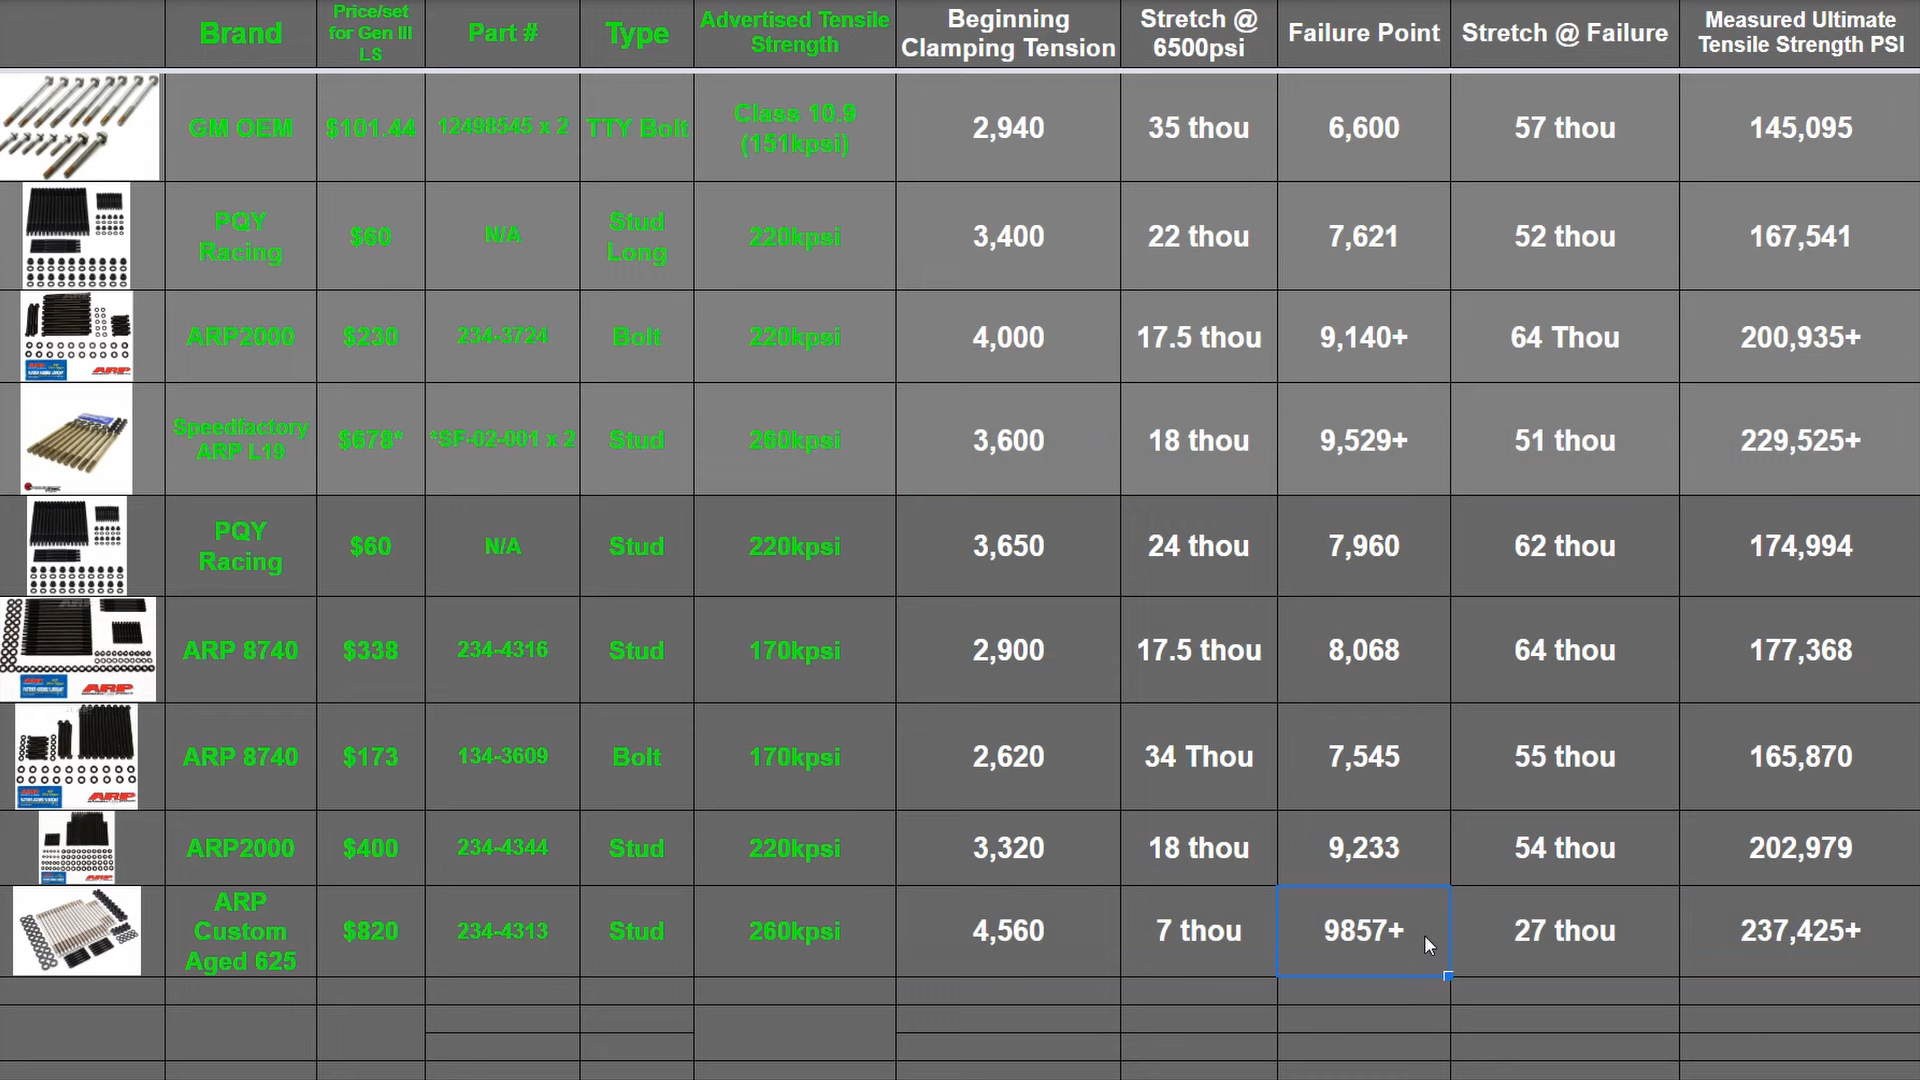 Brand
Price/set
for Gen III
LS
Part #
Type
Advertised Tensile
Strength
Beginning
Clamping Tension
Stretch @
6500psi
Failure Point
Stretch @ Failure
Measured Ultimate
Tensile Strength PSI
GM OEM
$101.44
12498545 x 2
TTY Bolt
Class 10.9
(151kpsi)
2,940
35 thou
6,600
57 thou
145,095
PQY
Racing
$60
N/A
Stud
Long
220kpsi
3,400
22 thou
7,621
52 thou
167,541
ARP
ARP2000
$230
234-3724
Bolt
220kpsi
4,000
17.5 thou
9,140+
64 Thou
200,935+
Speedfactory
ARP L19
$678*
*SF-02-001 x 2
Stud
260kpsi
3,600
18 thou
9,529+
51 thou
229,525+
PQY
Racing
$60
N/A
Stud
220kpsi
3,650
24 thou
7,960
62 thou
174,994
ARP
ARP 8740
$338
234-4316
Stud
170kpsi
2,900
17.5 thou
8,068
64 thou
177,368
ARP
ARP 8740
$173
134-3609
Bolt
170kpsi
2,620
34 Thou
7,545
55 thou
165,870
ARP
ARP2000
$400
234-4344
Stud
220kpsi
3,320
18 thou
9,233
54 thou
202,979
ARP
Custom
Aged 625
$820
234-4313
Stud
260kpsi
4,560
7 thou
9857+
27 thou
237,425+